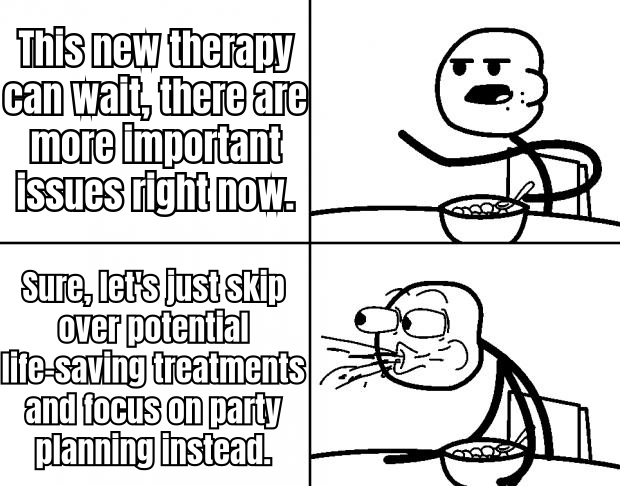 This new therapy
can wait, there are
more important
issues right now.
Sure, let's just skip
over potential
life-saving treatments
and focus on party
planning instead.